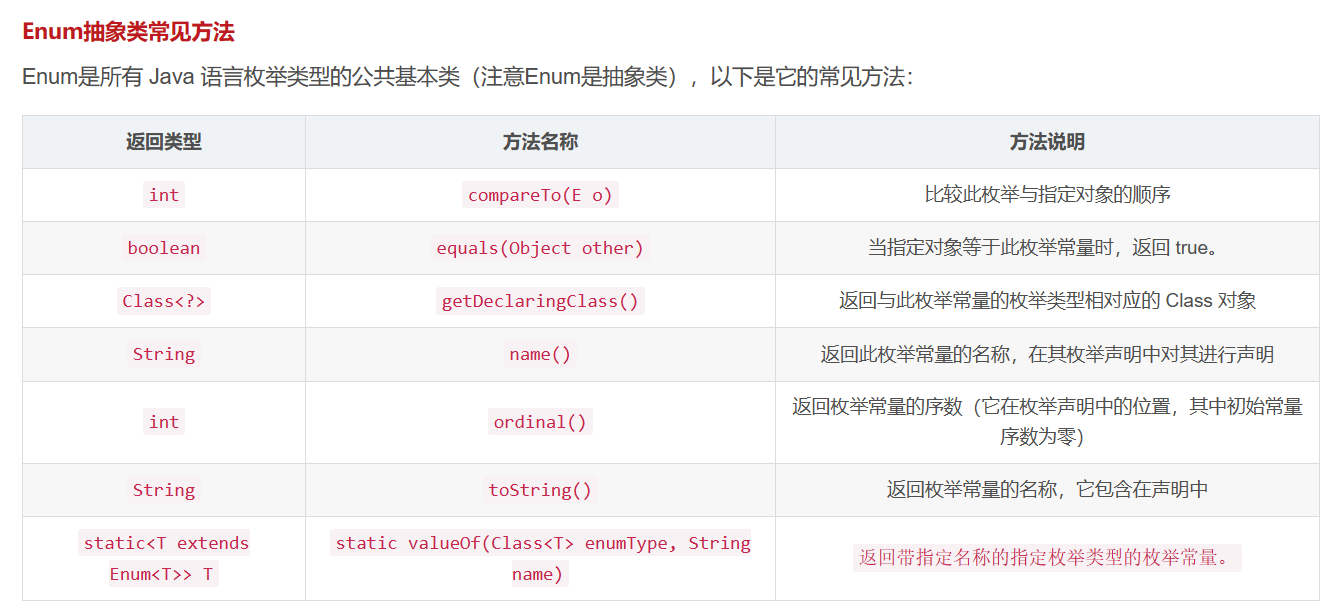 Enum抽象类常见方法
Enum是所有 Java 语言枚举类型的公共基本类（注意Enum是抽象类），以下是它的常见方法：
返回类型 方法名称 方法说明
int compareTo(E o) 比较此枚举与指定对象的顺序
boolean equals(Object other) 当指定对象等于此枚举常量时，返回 true。
Class<?> getDeclaringClass() 返回与此枚举常量的枚举类型相对应的 Class 对象
String name() 返回此枚举常量的名称，在其枚举声明中对其进行声明
int ordinal() 返回枚举常量的序数（它在枚举声明中的位置，其中初始常量
序数为零）
String toString() 返回枚举常量的名称，它包含在声明中
static<T extends
Enum<T>> T
static valueOf(Class<T> enumType, String
name)
返回带指定名称的指定枚举类型的枚举常量。